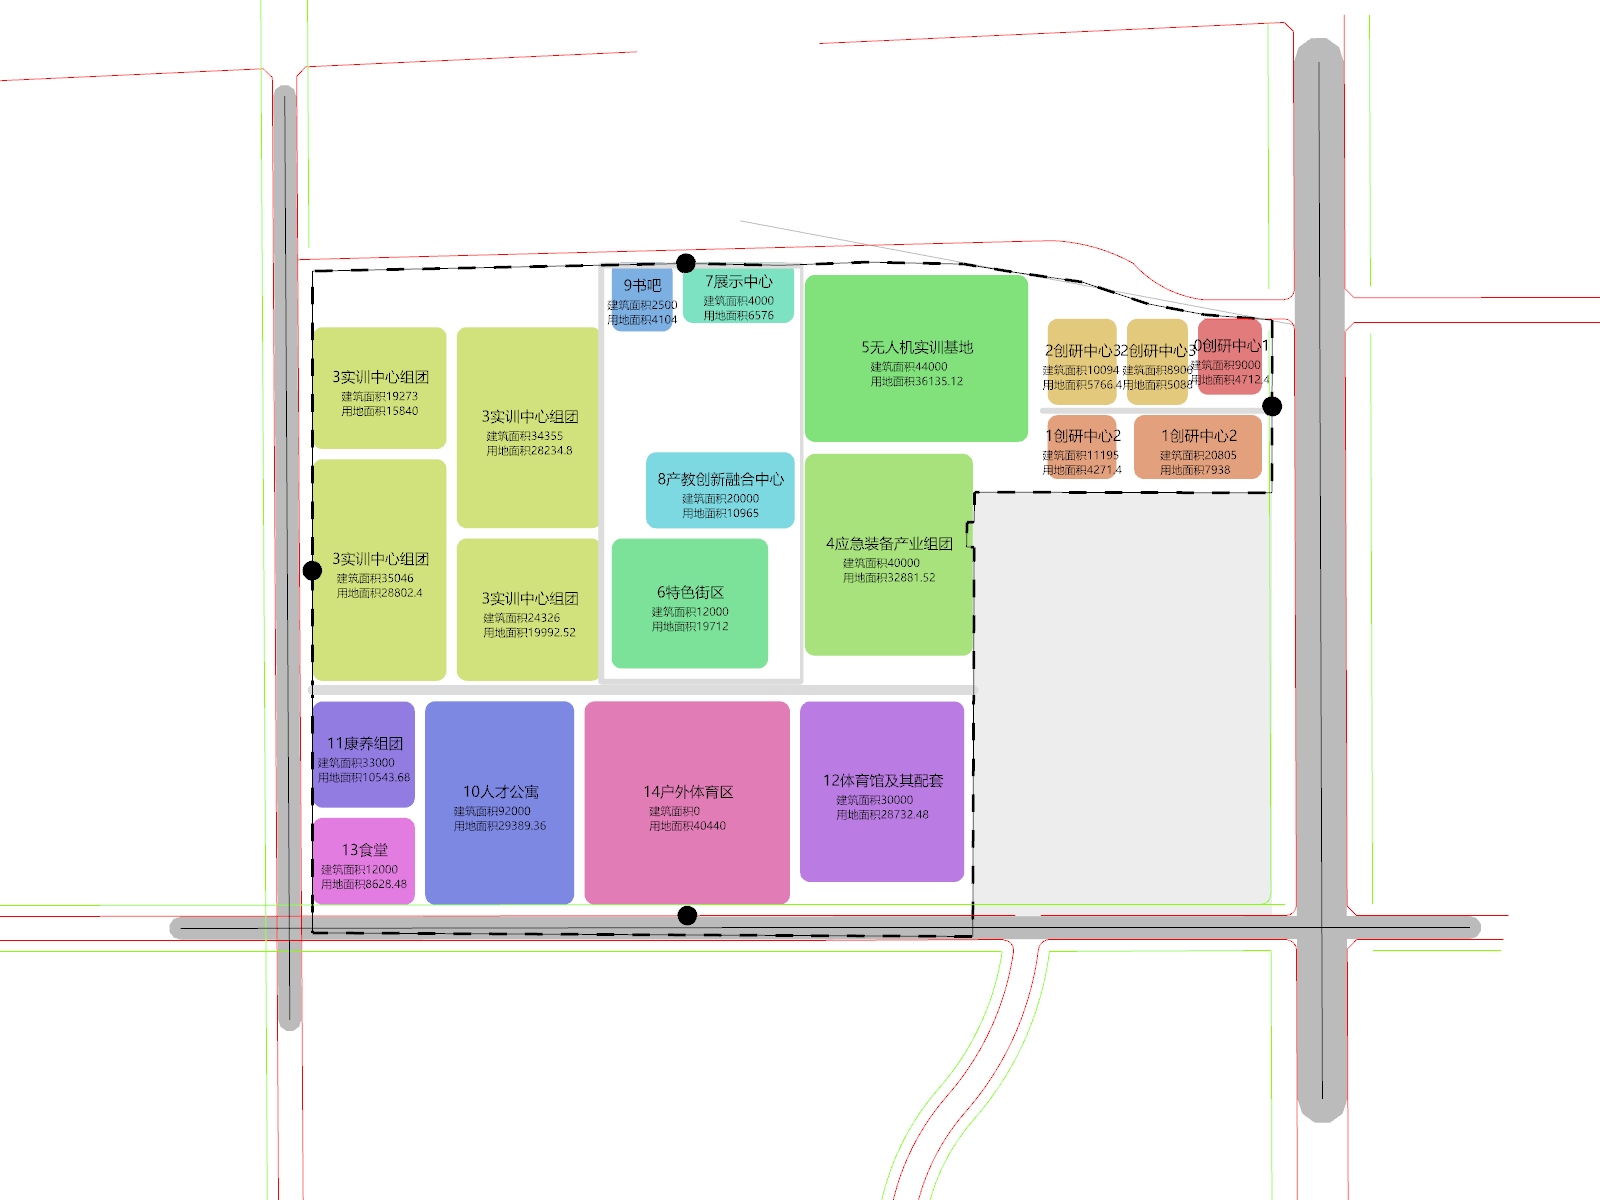 9书吧
建筑面积2500
用地面积4104
7展示中心
建筑面积4000
用地面积6576
5无人机实训基地
建筑面积44000
用地面积36135.12
2创研中心3
建筑面积10094
用地面积5766.4
2创研中心3
建筑面积8906
用地面积5088
0创研中心1
建筑面积9000
用地面积4712.4
3实训中心组团
建筑面积19273
用地面积15840
3实训中心组团
建筑面积34355
用地面积28234.8
1创研中心2
建筑面积11195
用地面积4271.4
1创研中心2
建筑面积20805
用地面积7938
8产教创新融合中心
建筑面积20000
用地面积10965
4应急装备产业组团
建筑面积40000
用地面积32881.52
3实训中心组团
建筑面积35046
用地面积28802.4
3实训中心组团
建筑面积24326
用地面积19992.52
6特色街区
建筑面积12000
用地面积19712
11康养组团
建筑面积33000
用地面积10543.68
10人才公寓
建筑面积92000
用地面积29389.36
14户外体育区
建筑面积0
用地面积40440
12体育馆及其配套
建筑面积30000
用地面积28732.48
13食堂
建筑面积12000
用地面积8628.48